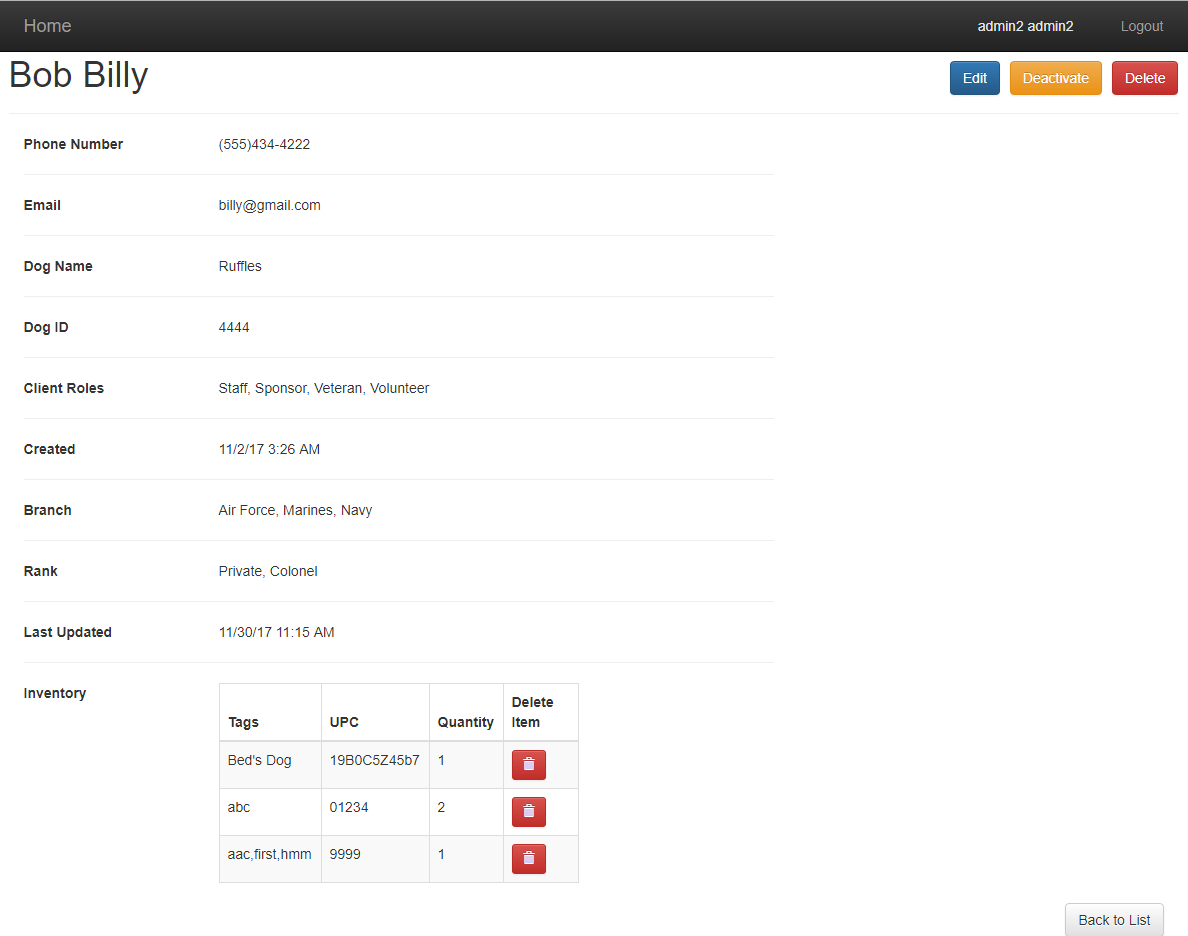 Home admin2 admin2 Logout
Bob Billy Edit Deactivate Delete
Phone Number (555)434-4222
Email billy@gmail.com
Dog Name Ruffles
Dog ID 4444
Client Roles Staff, Sponsor, Veteran, Volunteer
Created 11/2/17 3:26 AM
Branch Air Force, Marines, Navy
Rank Private, Colonel
Last Updated 11/30/17 11:15 AM
Inventory
Tags UPC Quantity Delete Item
Bed's Dog 19B0C5Z45b7 1
abc 01234 2
aac,first,hmm 9999 1
Back to List